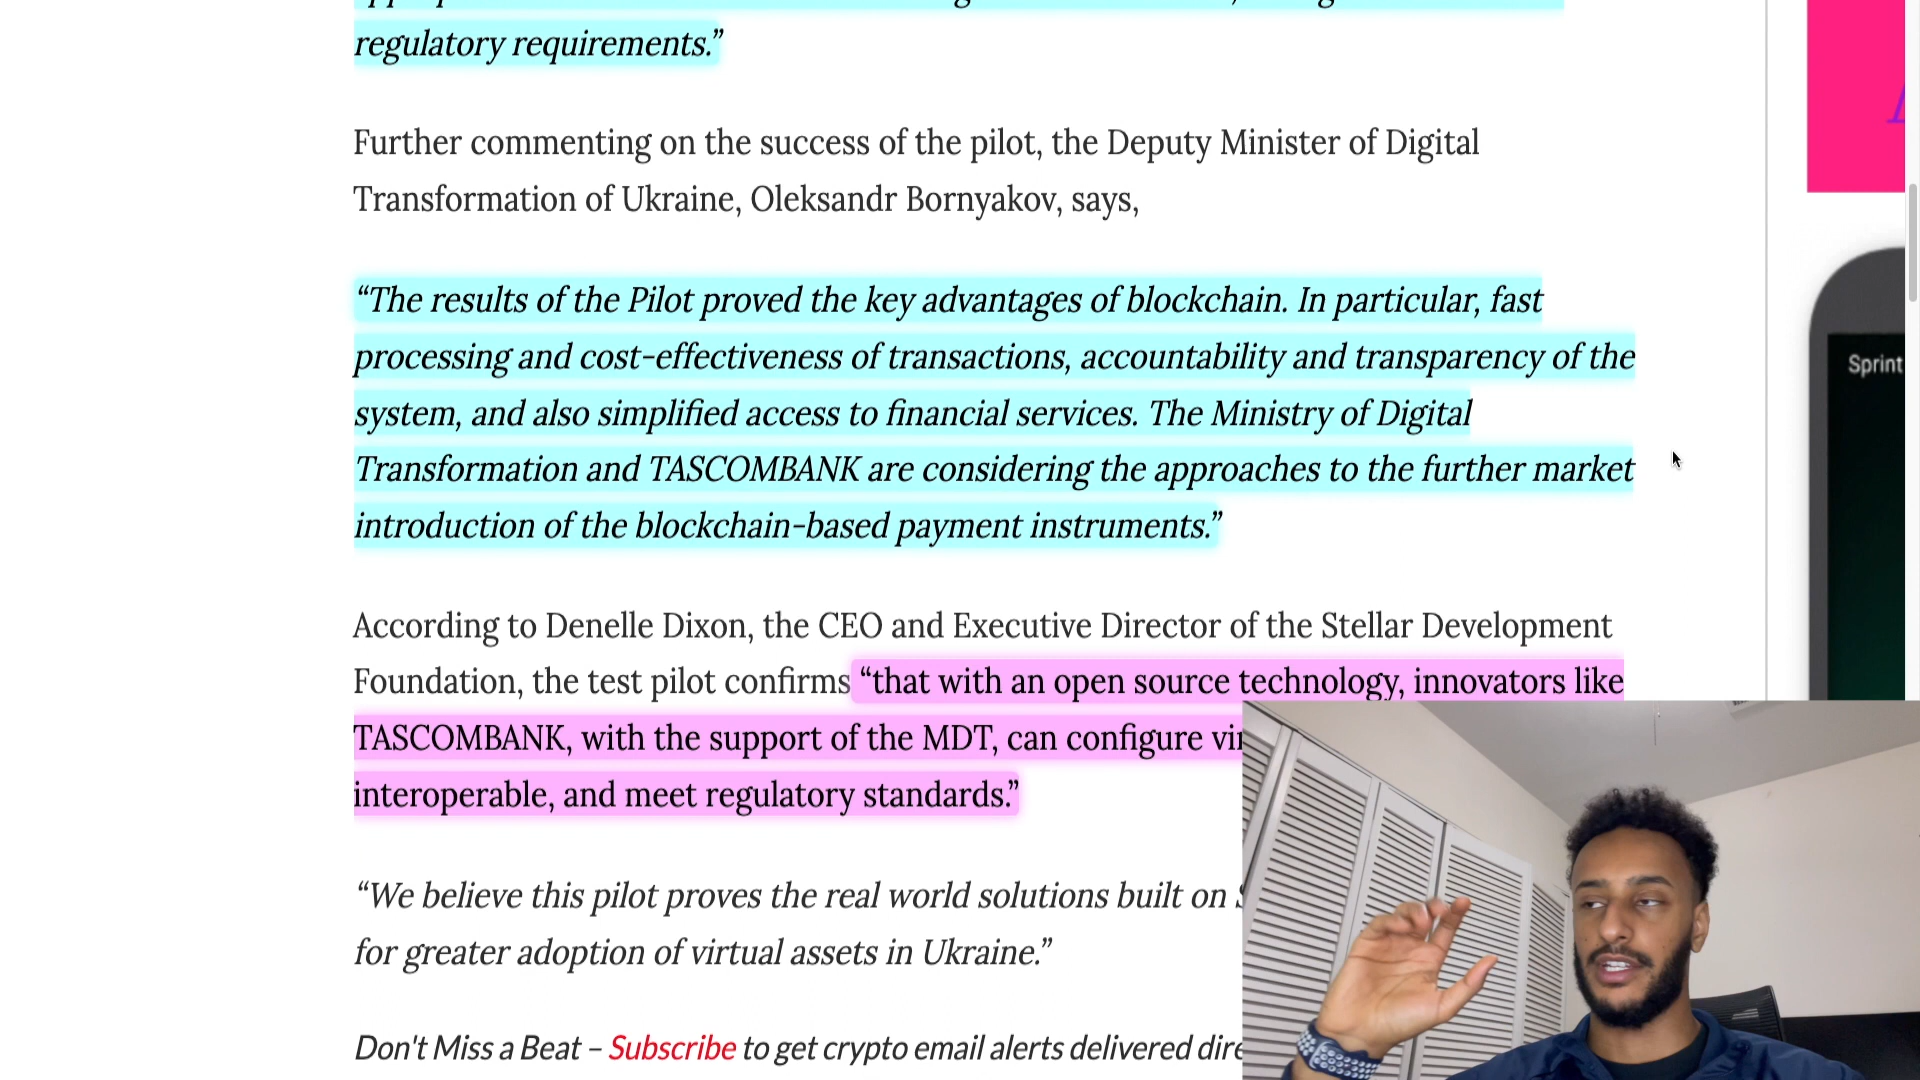 regulatory requirements.”
Further commenting on the success of the pilot, the Deputy Minister of Digital
Transformation of Ukraine, Oleksandr Bornyakov, says,
“The results of the Pilot proved the key advantages of blockchain. In particular, fast
processing and cost-effectiveness of transactions, accountability and transparency of the
system, and also simplified access to financial services. The Ministry of Digital
Transformation and TASCOMBANK are considering the approaches to the further market
introduction of the blockchain-based payment instruments.”
Sprint
According to Denelle Dixon, the CEO and Executive Director of the Stellar Development
Foundation, the test pilot confirms “that with an open source technology, innovators like
TASCOMBANK, with the support of the MDT, can configure
interoperable, and meet regulatory standards.”
“We believe this pilot proves the real world solutions built on
for greater adoption of virtual assets in Ukraine.”
Don't Miss a Beat – Subscribe to get crypto email alerts delivered